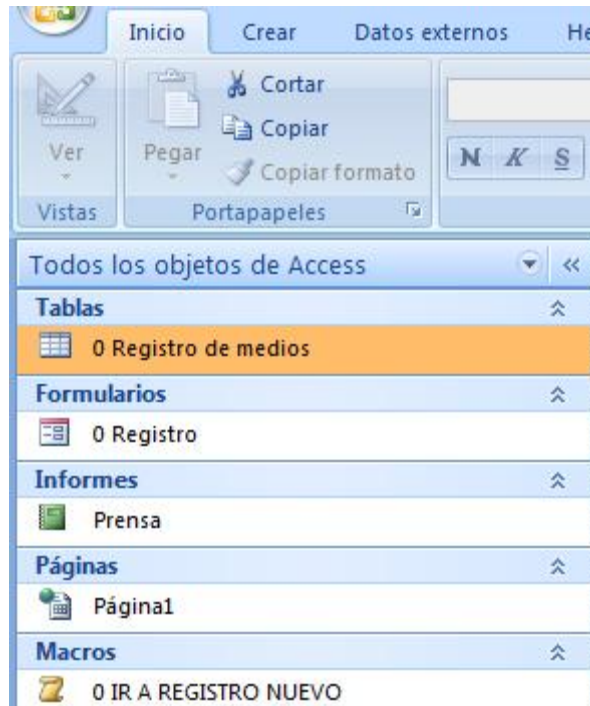 Inicio Crear Datos externos He
Cortar
Copiar
Ver Pegar Copiar formato
N K S
Vistas Portapapeles
Todos los objetos de Access
Tablas
0 Registro de medios
Formularios
0 Registro
Informes
Prensa
Páginas
Página1
Macros
0 IR A REGISTRO NUEVO